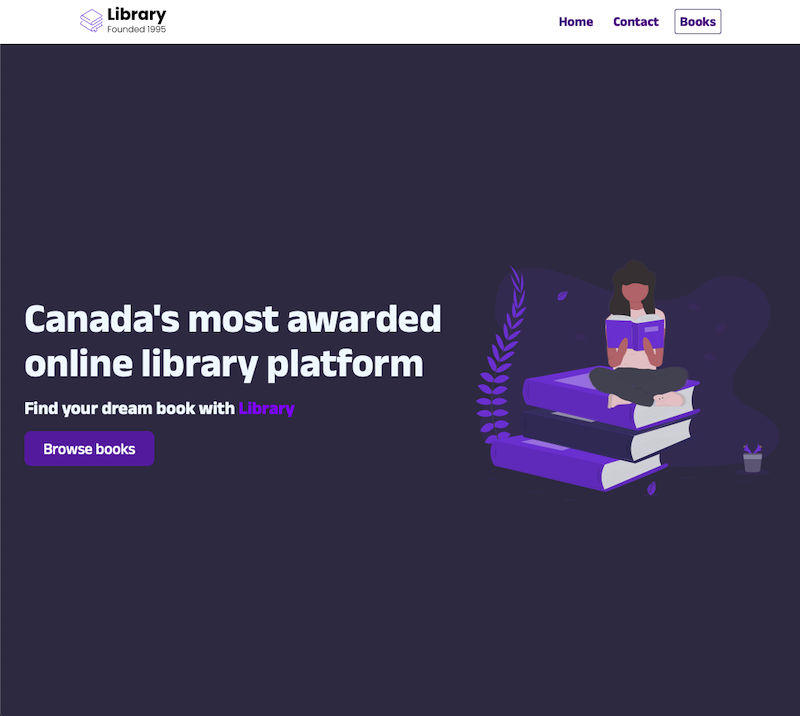 Library
Founded 1995
Home Contact Books
Canada's most awarded
online library platform
Find your dream book with Library
Browse books